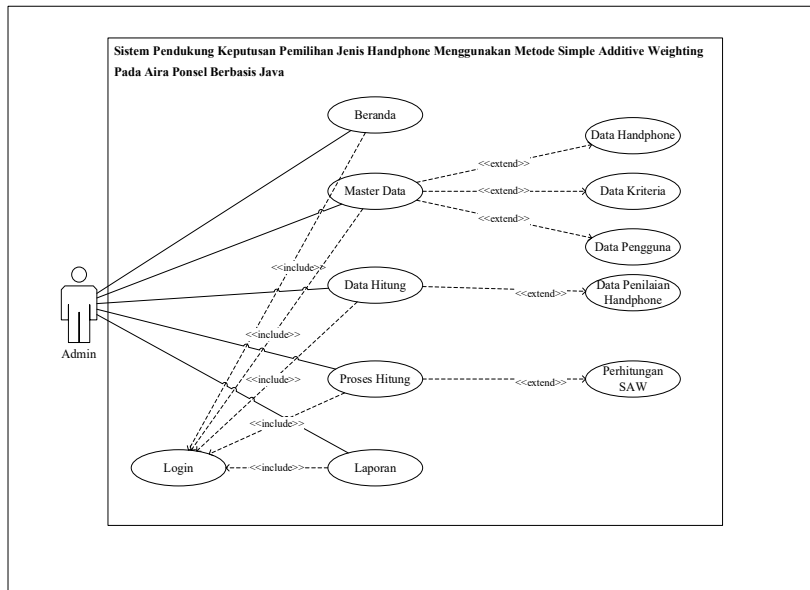 Sistem Pendukung Keputusan Pemilihan Jenis Handphone Menggunakan Metode Simple Additive Weighting
Pada Aira Ponsel Berbasis Java
Beranda
Data Handphone
<<extend>>
Master Data
<<extend>>
Data Kriteria
<<extend>>
Data Pengguna
<<include>>
Data Hitung
<<extend>>
Data Penilaian
Handphone
<<include>>
Admin
<<include>>
Proses Hitung
<<extend>>
Perhitungan
SAW
<<include>>
Login
<<include>>
Laporan